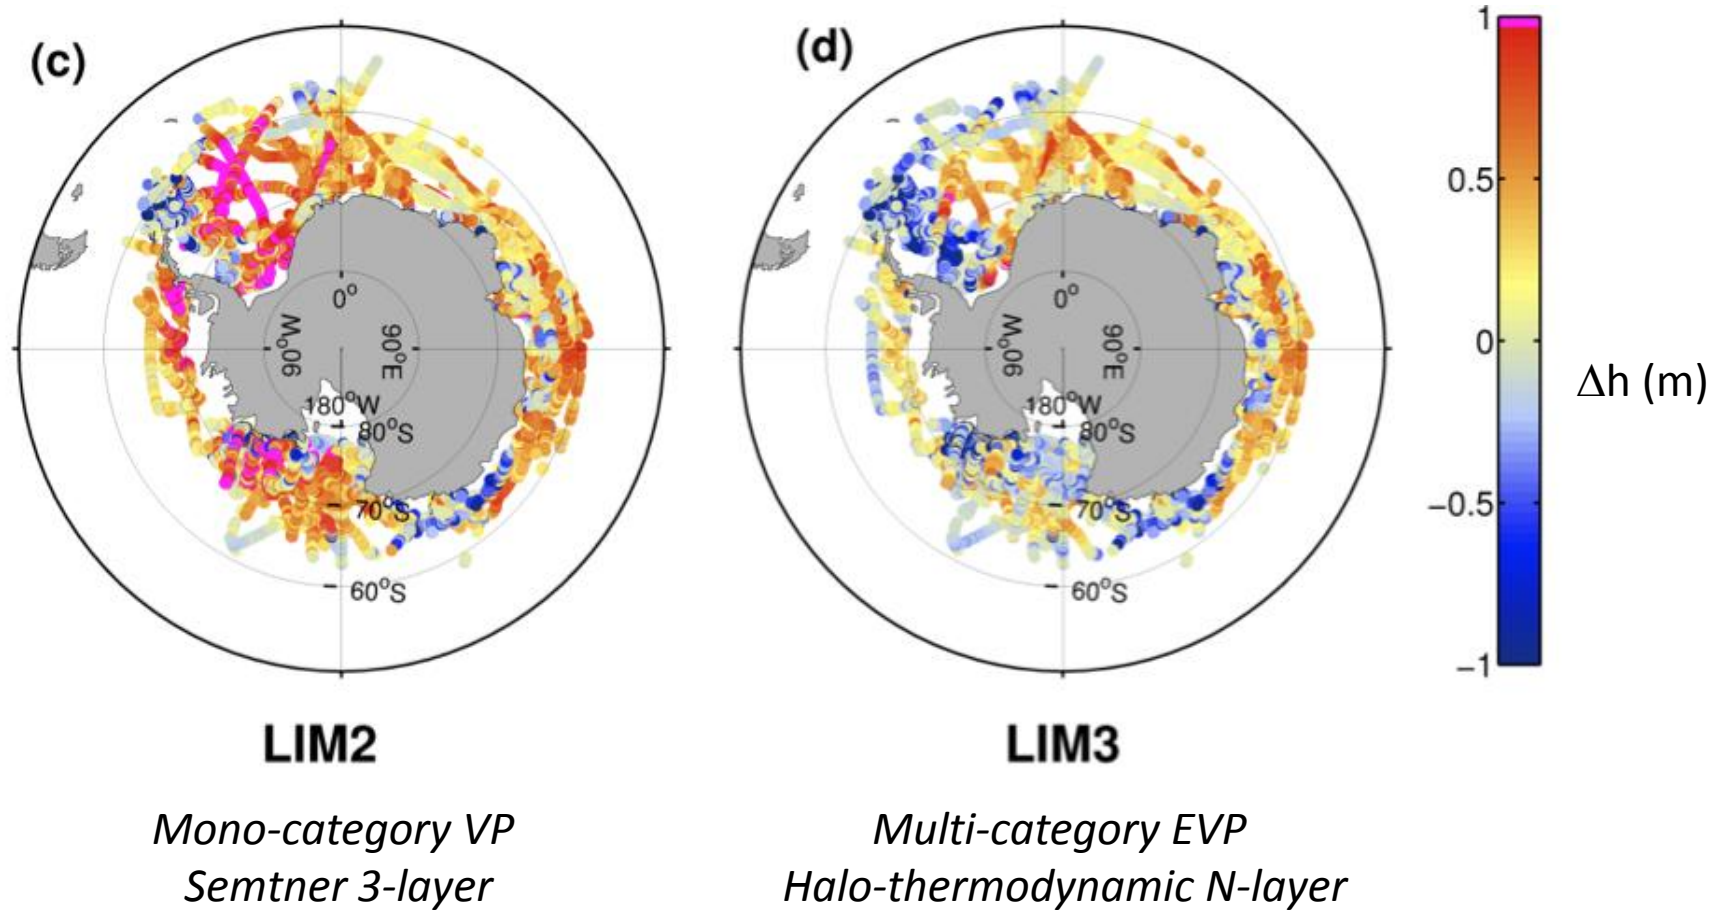 (c)
0°
90°W
90°E
180°W
80°S
70°S
60°S
LIM2
Mono-category VP
Semtner 3-layer
(d)
0°
90°W
90°E
180°W
80°S
70°S
60°S
LIM3
Multi-category EVP
Halo-thermodynamic N-layer
1
0.5
0
−0.5
−1
Δh (m)